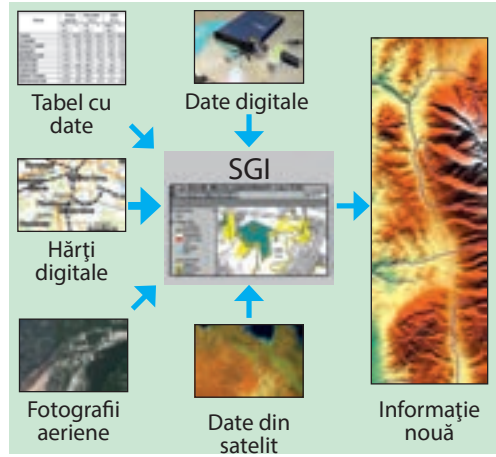 Tabel cu
date
Date digitale
SGI
Hărţi
digitale
Fotografii
aeriene
Date din
satelit
Informaţie
nouă